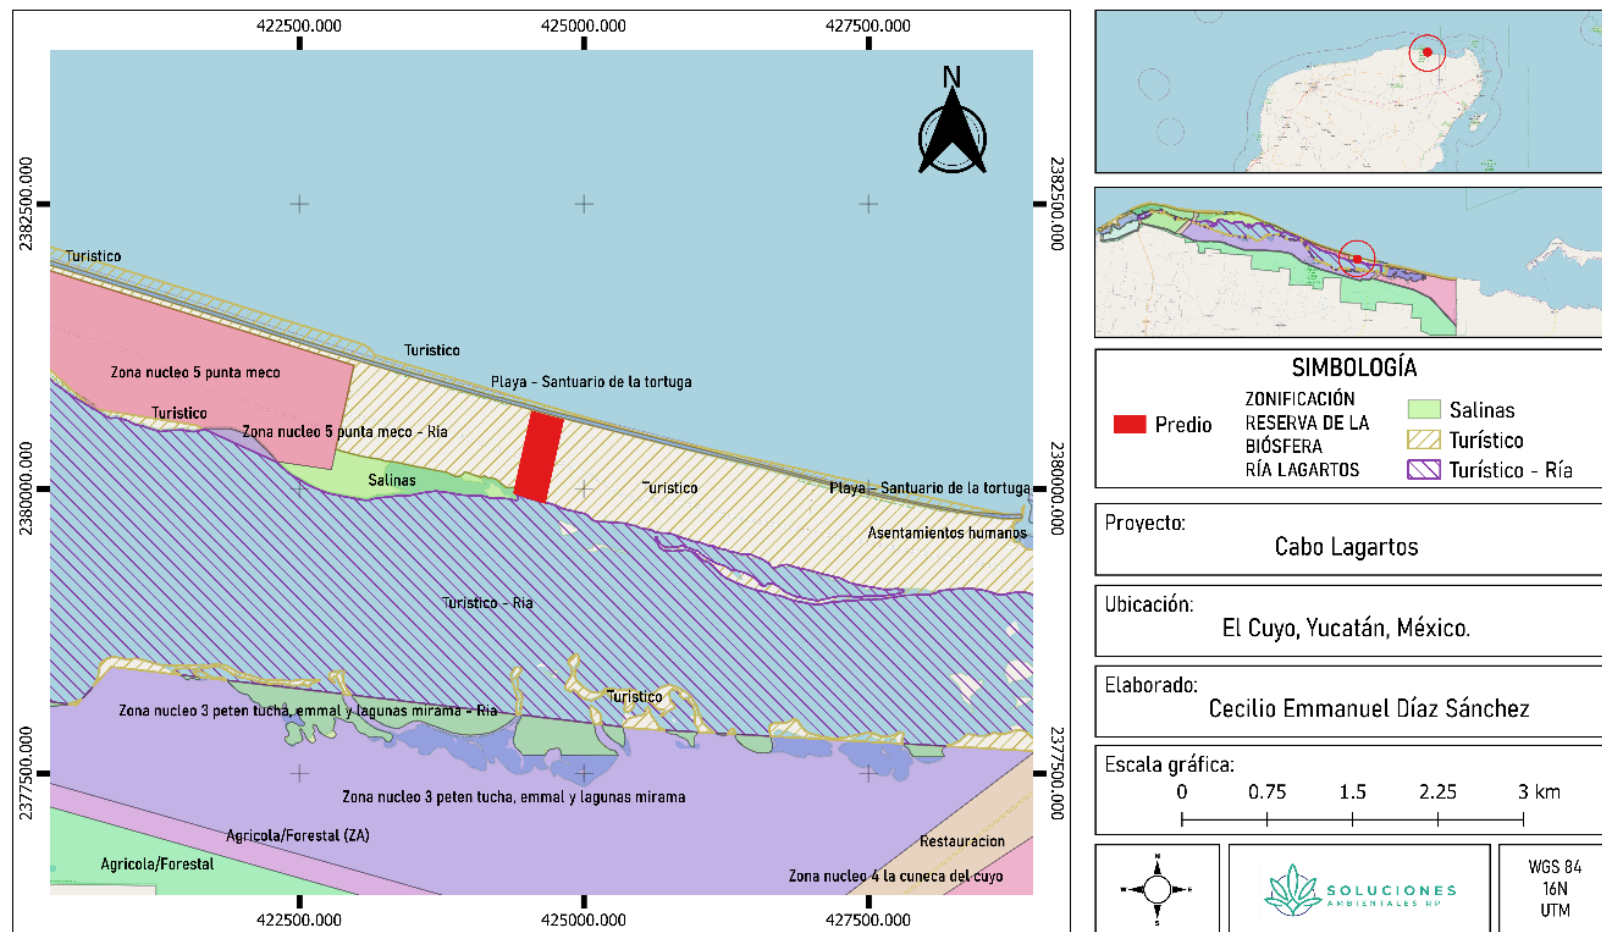 422500.000
425000.000
427500.000
N
2382500.000
2382500.000
Turistico
Turistico
Zona nucleo 5 punta meco
Playa - Santuario de la tortuga
Turistico
Zona nucleo 5 punta meco - Ria
Salinas
Turistico
Playa - Santuario de la tortuga
2380000.000
2380000.000
Asentamientos humanos
Turistico - Ria
Turistico
Zona nucleo 3 peten tucha, emmal y lagunas mirama - Ria
2377500.000
2377500.000
Zona nucleo 3 peten tucha, emmal y lagunas mirama
Agricola/Forestal (ZA)
Restauracion
Agricola/Forestal
Zona nucleo 4 la cuneca del cuyo
422500.000
425000.000
427500.000
SIMBOLOGÍA
Predio
ZONIFICACIÓN
RESERVA DE LA
BIÓSFERA
RÍA LAGARTOS
Salinas
Turístico
Turístico - Ría
Proyecto:
Cabo Lagartos
Ubicación:
El Cuyo, Yucatán, México.
Elaborado:
Cecilio Emmanuel Díaz Sánchez
Escala gráfica:
0 0.75 1.5 2.25 3 km
N
W E
S
SOLUCIONES
AMBIENTALES RP
WGS 84
16N
UTM